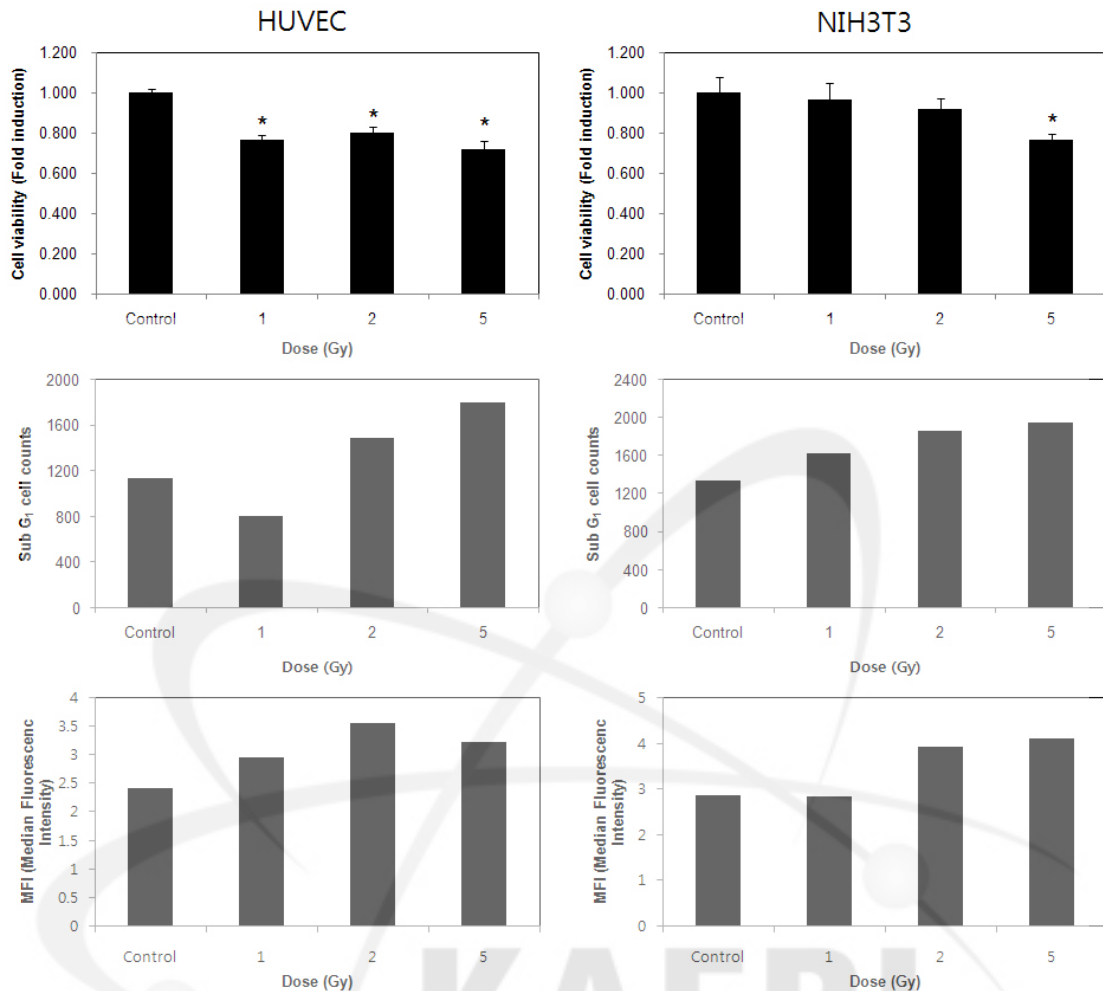 HUVEC
NIH3T3
Cell viability (Fold induction)
1.200
1.000
0.800
0.600
0.400
0.200
0.000
*
*
*
Control 1 2 5
Dose (Gy)
Cell viability (Fold induction)
1.200
1.000
0.800
0.600
0.400
0.200
0.000
*
Control 1 2 5
Dose (Gy)
Sub G₁ cell counts
2000
1600
1200
800
400
0
Control 1 2 5
Dose (Gy)
Sub G₁ cell counts
2400
2000
1600
1200
800
400
0
Control 1 2 5
Dose (Gy)
MFI (Median Fluorescenc
Intensity)
4
3.5
3
2.5
2
1.5
1
0.5
0
Control 1 2 5
Dose (Gy)
MFI (Median Fluorescenc
Intensity)
5
4
3
2
1
0
Control 1 2 5
Dose (Gy)